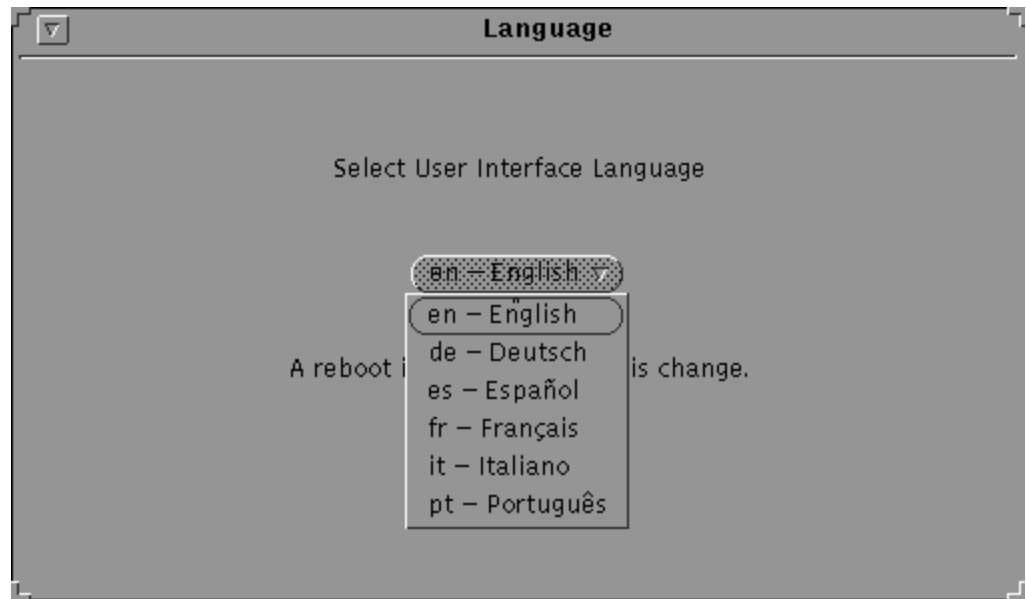 Language
Select User Interface Language
en – English
en – English
de – Deutsch
es – Español
fr – Français
it – Italiano
pt – Português
A reboot i
is change.